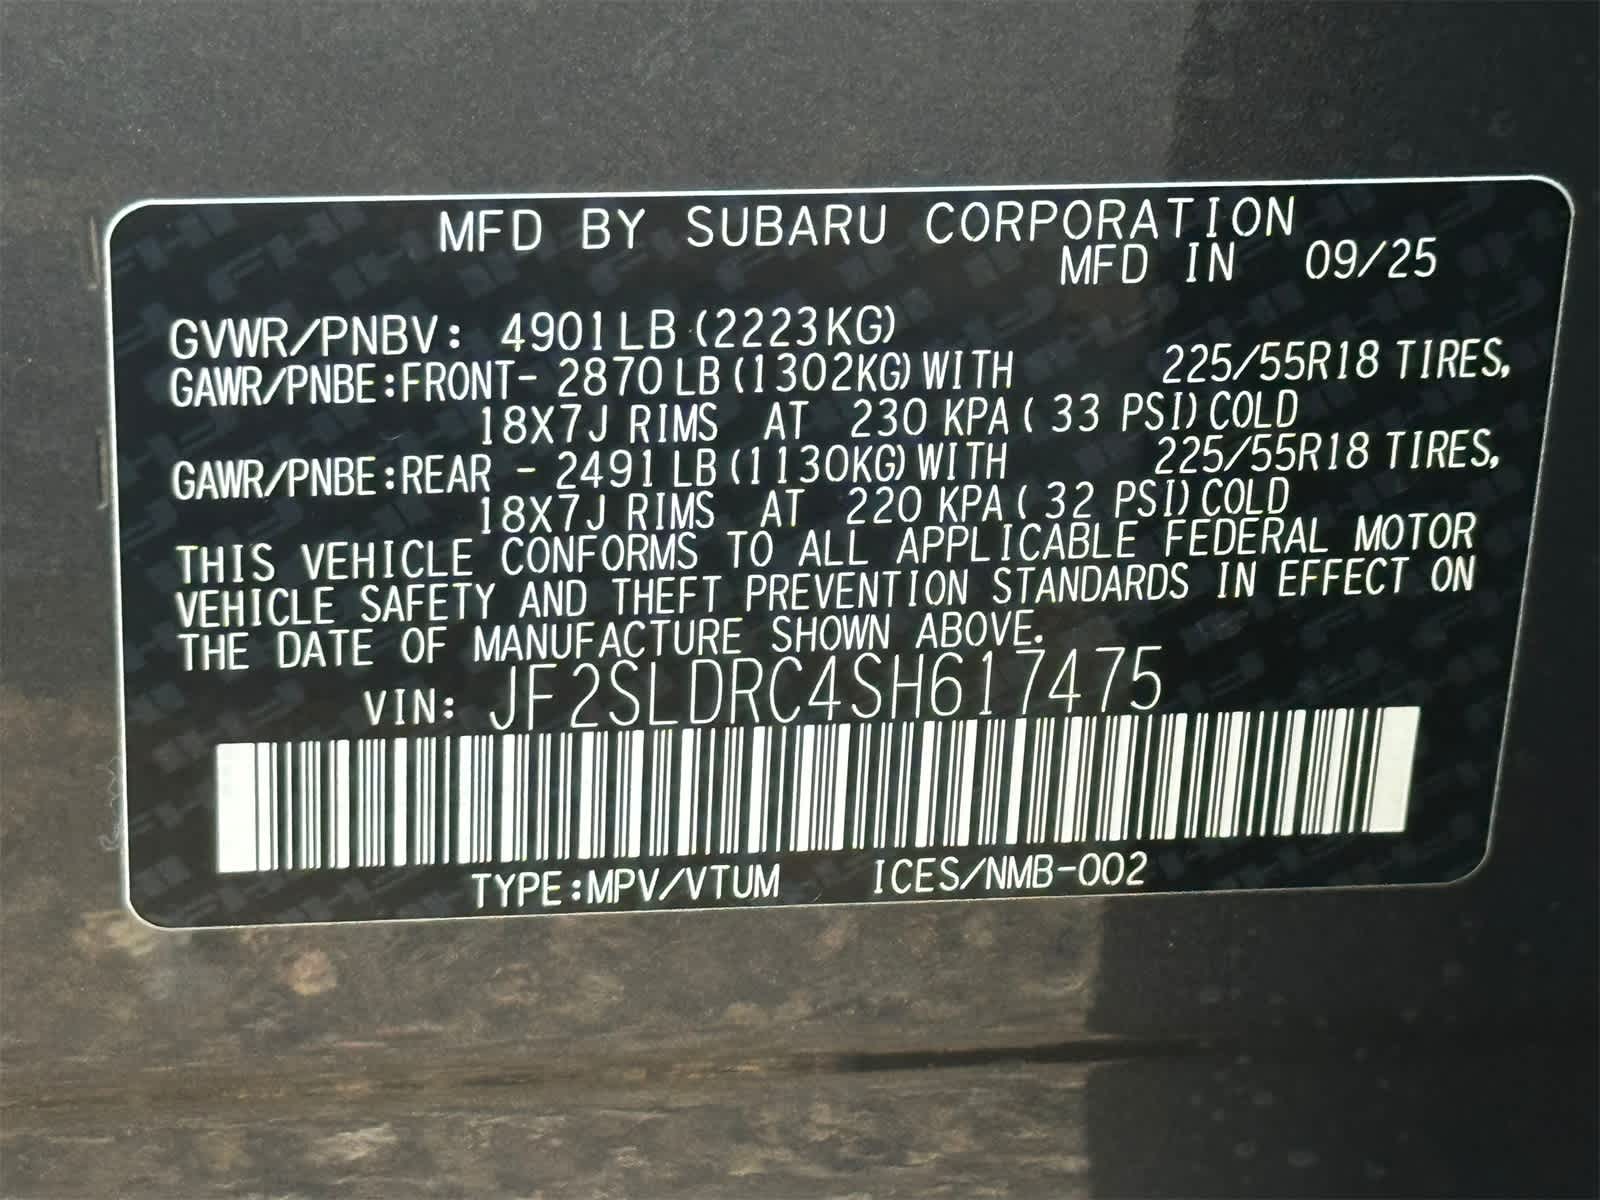 MFD BY SUBARU CORPORATION
MFD IN 09/25
GVWR/PNBV: 4901LB (2223KG)
GAWR/PNBE:FRONT- 2870LB (1302KG) WITH 225/55R18 TIRES,
18X7J RIMS AT 230 KPA ( 33 PSI) COLD
GAWR/PNBE:REAR - 2491LB (1130KG) WITH 225/55R18 TIRES,
18X7J RIMS AT 220 KPA ( 32 PSI) COLD
THIS VEHICLE CONFORMS TO ALL APPLICABLE FEDERAL MOTOR
VEHICLE SAFETY AND THEFT PREVENTION STANDARDS IN EFFECT ON
THE DATE OF MANUFACTURE SHOWN ABOVE.
VIN: JF2SLDRC4SH617475
TYPE:MPV/VTUM ICES/NMB-002